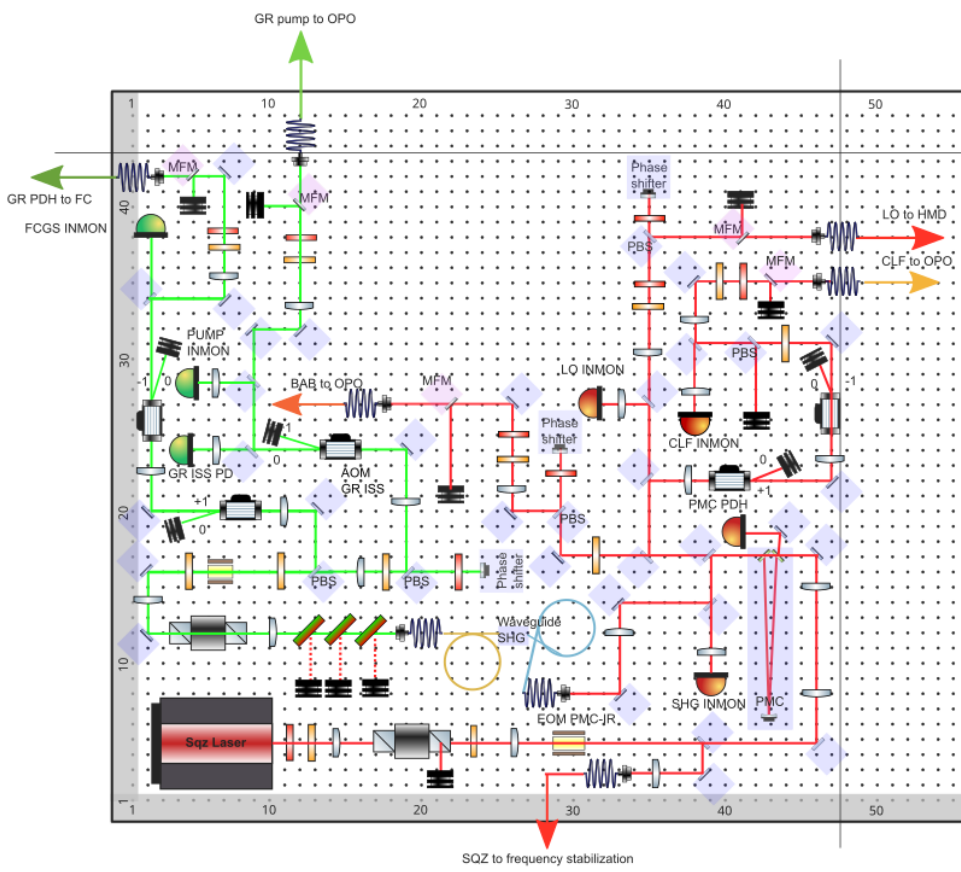 GR pump to OPO
1
10
20
30
40
50
MFM
Phase
shifter
GR PDH to FC
MFM
40
LO to HMD
FCGS INMON
MFM
PBS
CLF to OPO
MFM
PUMP
INMON
30
PBS
-1
0
LO INMON
0
-1
BAB to OPO
MFM
1
Phase
shifter
CLF INMON
GR ISS PD
0
AOM
GR ISS
0
PMC PDH
+1
+1
20
0
PBS
PBS
PBS
Phase
shifter
Waveguide
SHG
10
SHG INMON
PMC
EOM PMC-JR
Sqz Laser
1
10
20
30
40
50
SQZ to frequency stabilization